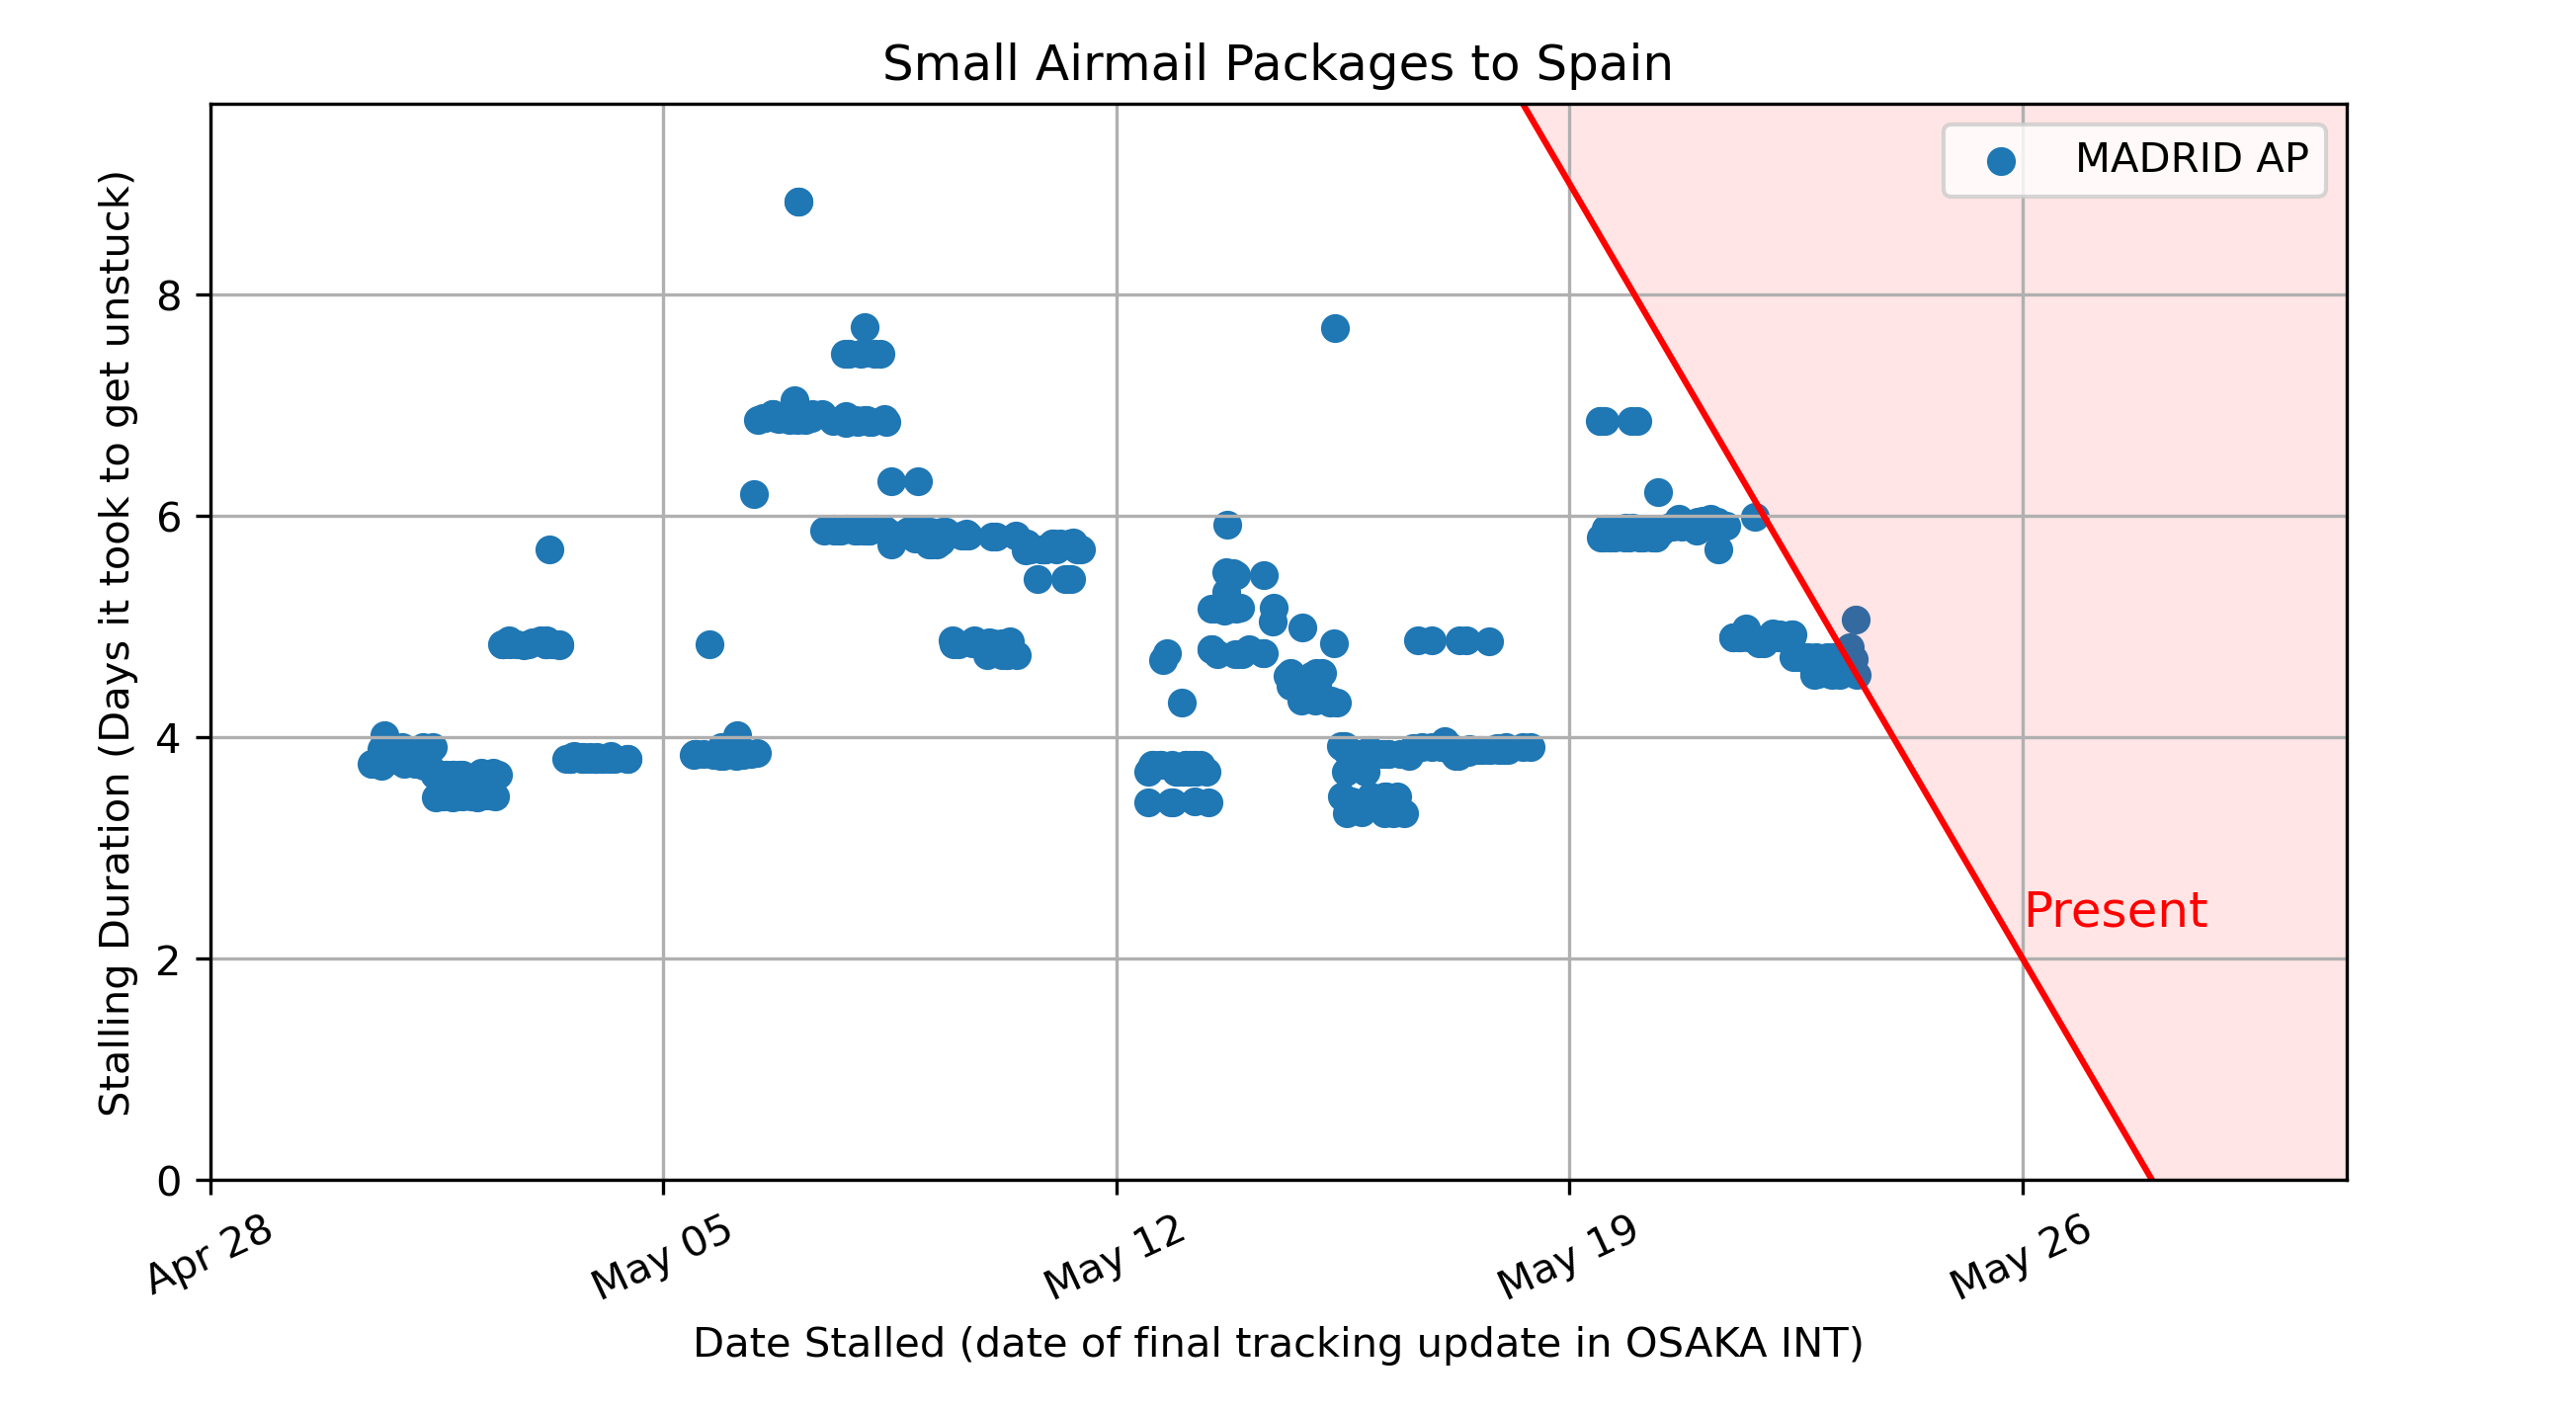 Small Airmail Packages to Spain
MADRID AP
Stalling Duration (Days it took to get unstuck)
8
6
4
2
0
Present
Apr 28
May 05
May 12
May 19
May 26
Date Stalled (date of final tracking update in OSAKA INT)